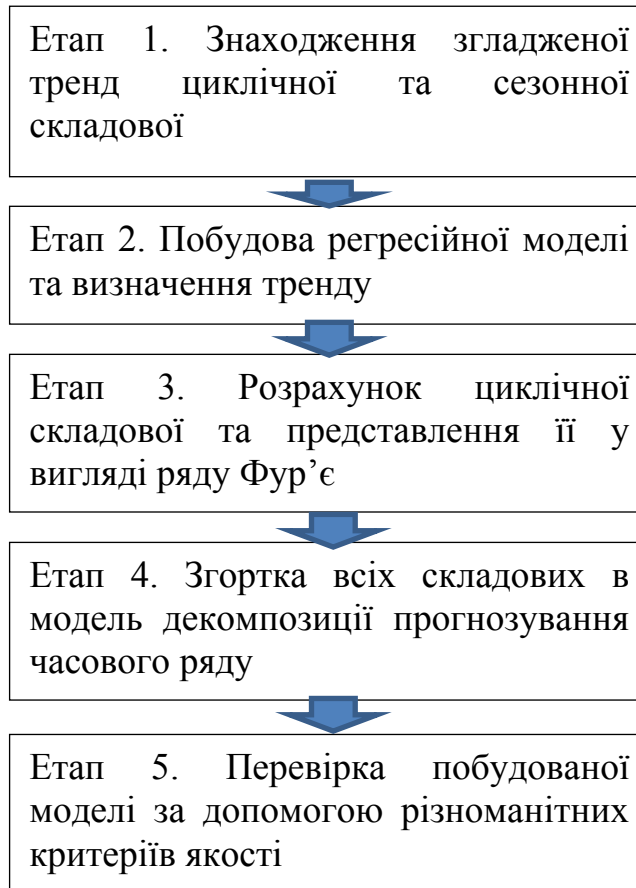 Етап 1. Знаходження згладженої
тренд циклічної та сезонної
складової
Етап 2. Побудова регресійної моделі
та визначення тренду
Етап 3. Розрахунок циклічної
складової та представлення її у
вигляді ряду Фур’є
Етап 4. Згортка всіх складових в
модель декомпозиції прогнозування
часового ряду
Етап 5. Перевірка побудованої
моделі за допомогою різноманітних
критеріїв якості